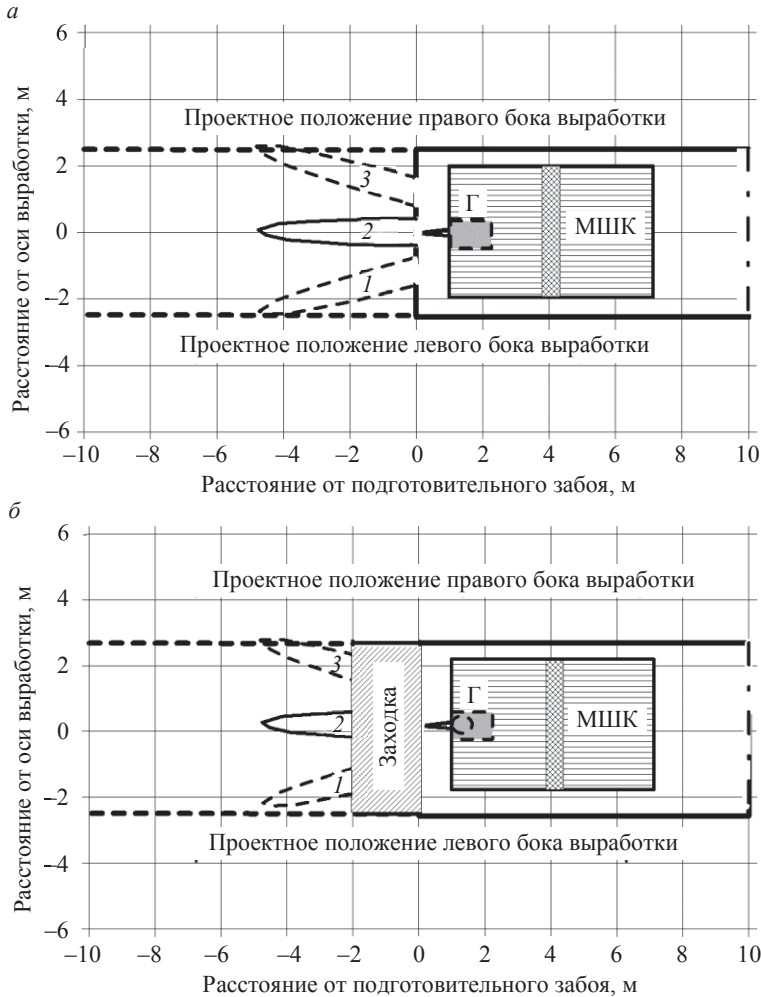 а
6
4
2
0
–2
–4
–6
Расстояние от оси выработки, м
Проектное положение правого бока выработки
3
2
1
Г
МШК
Проектное положение левого бока выработки
–10 –8 –6 –4 –2 0 2 4 6 8 10
Расстояние от подготовительного забоя, м
б
6
4
2
0
–2
–4
–6
Расстояние от оси выработки, м
Проектное положение правого бока выработки
3
2
1
Заходка
Г
МШК
Проектное положение левого бока выработки
–10 –8 –6 –4 –2 0 2 4 6 8 10
Расстояние от подготовительного забоя, м